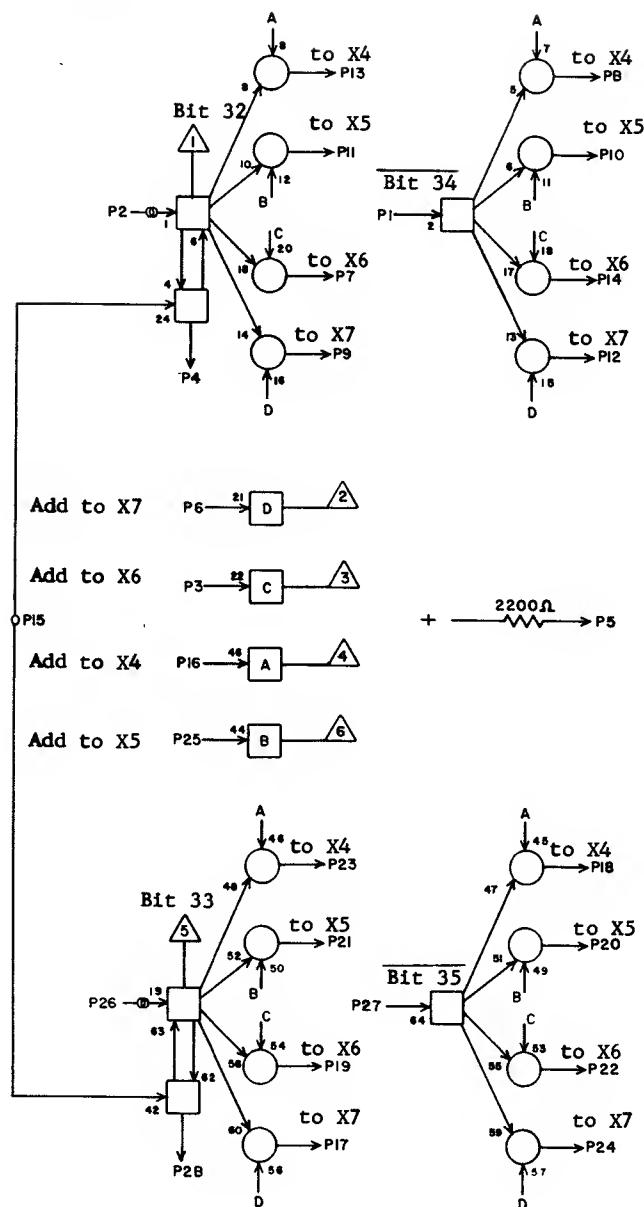 A
8
to X4
9
P13
Bit 32
1
to X5
10
P11
12
B
P2
1
6
C
20
to X6
18
P7
4
24
14
to X7
P9
16
P4
D
A
7
to X4
5
P8
to X5
6
P10
Bit 34
11
B
P1
2
C
18
to X6
17
P14
13
to X7
P12
15
D
Add to X7
P6
21
D
2
Add to X6
P3
22
C
3
P15
+
2200Ω
P5
Add to X4
P16
46
A
4
Add to X5
P25
44
B
6
A
46
to X4
48
P23
Bit 33
5
to X5
52
P21
50
B
P26
19
63
C
54
to X6
56
P19
62
42
60
to X7
P17
56
P28
D
A
45
to X4
47
P18
to X5
51
P20
Bit 35
49
B
P27
64
C
53
to X6
55
P22
59
to X7
P24
57
D